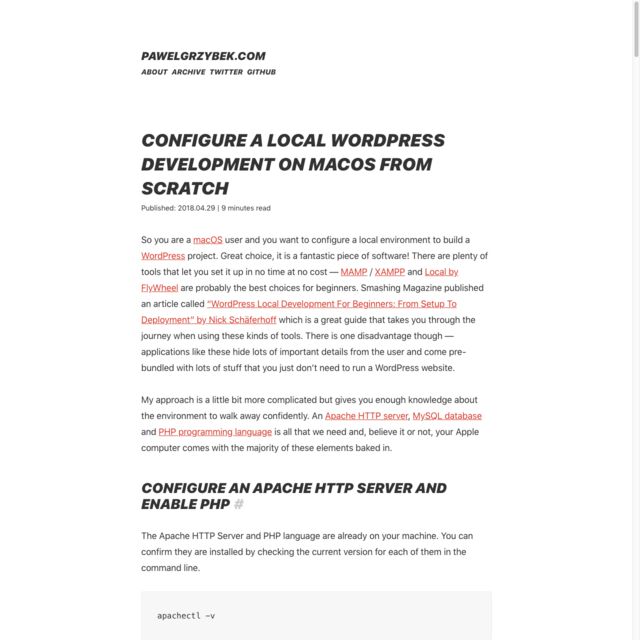 PAWELGRZYBEK.COM
ABOUT ARCHIVE TWITTER GITHUB
CONFIGURE A LOCAL WORDPRESS
DEVELOPMENT ON MACOS FROM
SCRATCH
Published: 2018.04.29 | 9 minutes read
So you are a macOS user and you want to configure a local environment to build a
WordPress project. Great choice, it is a fantastic piece of software! There are plenty of
tools that let you set it up in no time at no cost — MAMP / XAMPP and Local by
FlyWheel are probably the best choices for beginners. Smashing Magazine published
an article called “WordPress Local Development For Beginners: From Setup To
Deployment” by Nick Schäferhoff which is a great guide that takes you through the
journey when using these kinds of tools. There is one disadvantage though —
applications like these hide lots of important details from the user and come pre-
bundled with lots of stuff that you just don’t need to run a WordPress website.
My approach is a little bit more complicated but gives you enough knowledge about
the environment to walk away confidently. An Apache HTTP server, MySQL database
and PHP programming language is all that we need and, believe it or not, your Apple
computer comes with the majority of these elements baked in.
CONFIGURE AN APACHE HTTP SERVER AND
ENABLE PHP #
The Apache HTTP Server and PHP language are already on your machine. You can
confirm they are installed by checking the current version for each of them in the
command line.
apachectl -v